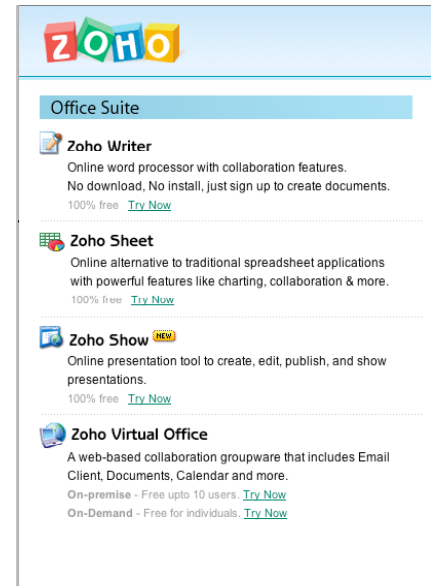 ZOHO
Office Suite
Zoho Writer
Online word processor with collaboration features.
No download, No install, just sign up to create documents.
100% free Try Now
Zoho Sheet
Online alternative to traditional spreadsheet applications
with powerful features like charting, collaboration & more.
100% free Try Now
Zoho Show NEW
Online presentation tool to create, edit, publish, and show
presentations.
100% free Try Now
Zoho Virtual Office
A web-based collaboration groupware that includes Email
Client, Documents, Calendar and more.
On-premise - Free upto 10 users. Try Now
On-Demand - Free for individuals. Try Now